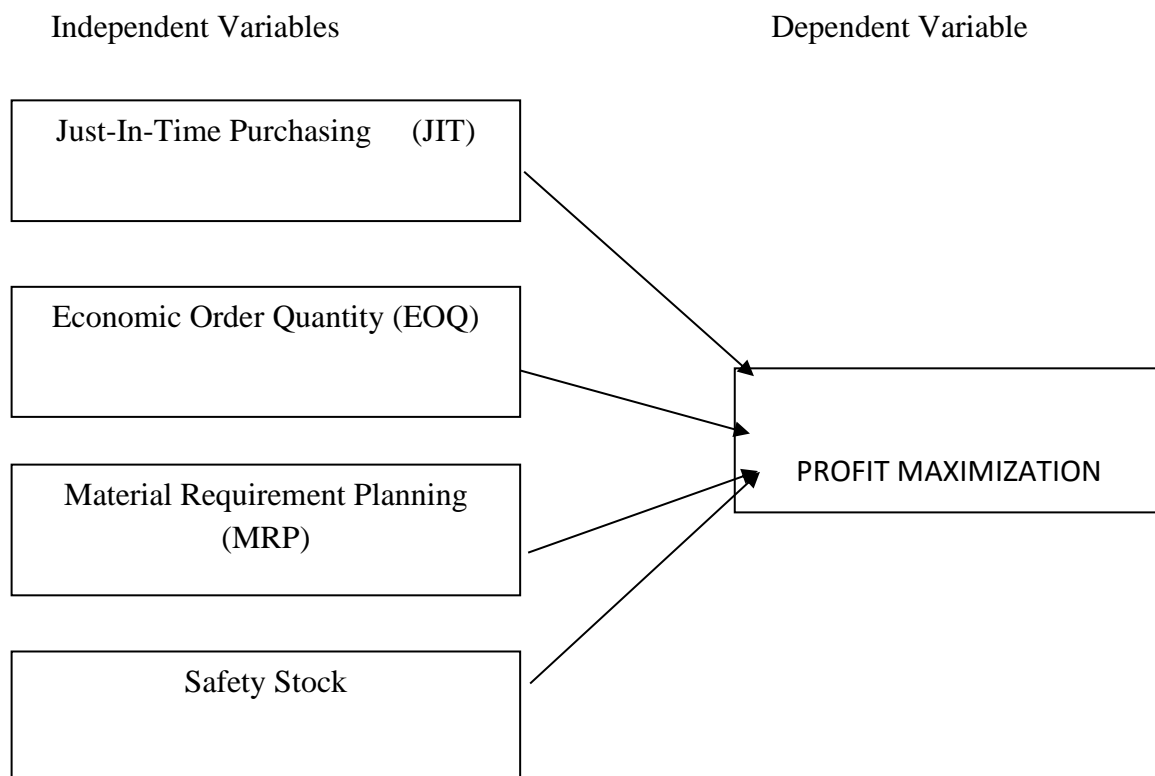 Independent Variables
Dependent Variable
Just-In-Time Purchasing (JIT)
Economic Order Quantity (EOQ)
PROFIT MAXIMIZATION
Material Requirement Planning
(MRP)
Safety Stock